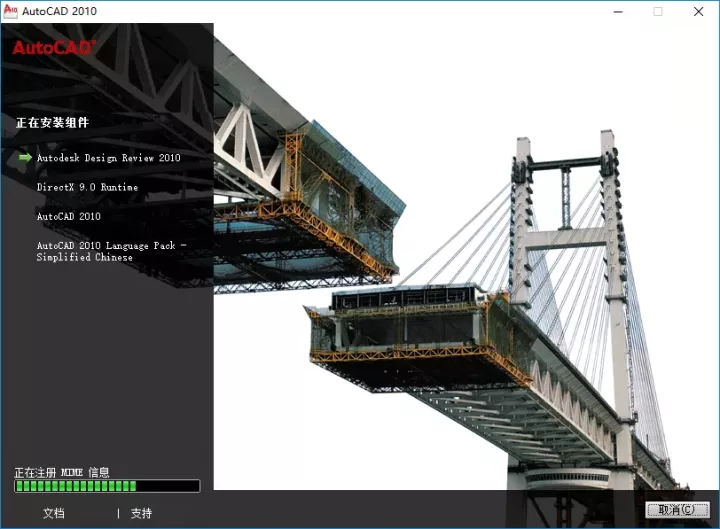 AutoCAD 2010
AutoCAD
正在安装组件
Autodesk Design Review 2010
DirectX 9.0 Runtime
AutoCAD 2010
AutoCAD 2010 Language Pack -
Simplified Chinese
正在注册 MIME 信息
文档 | 支持
取消(C)